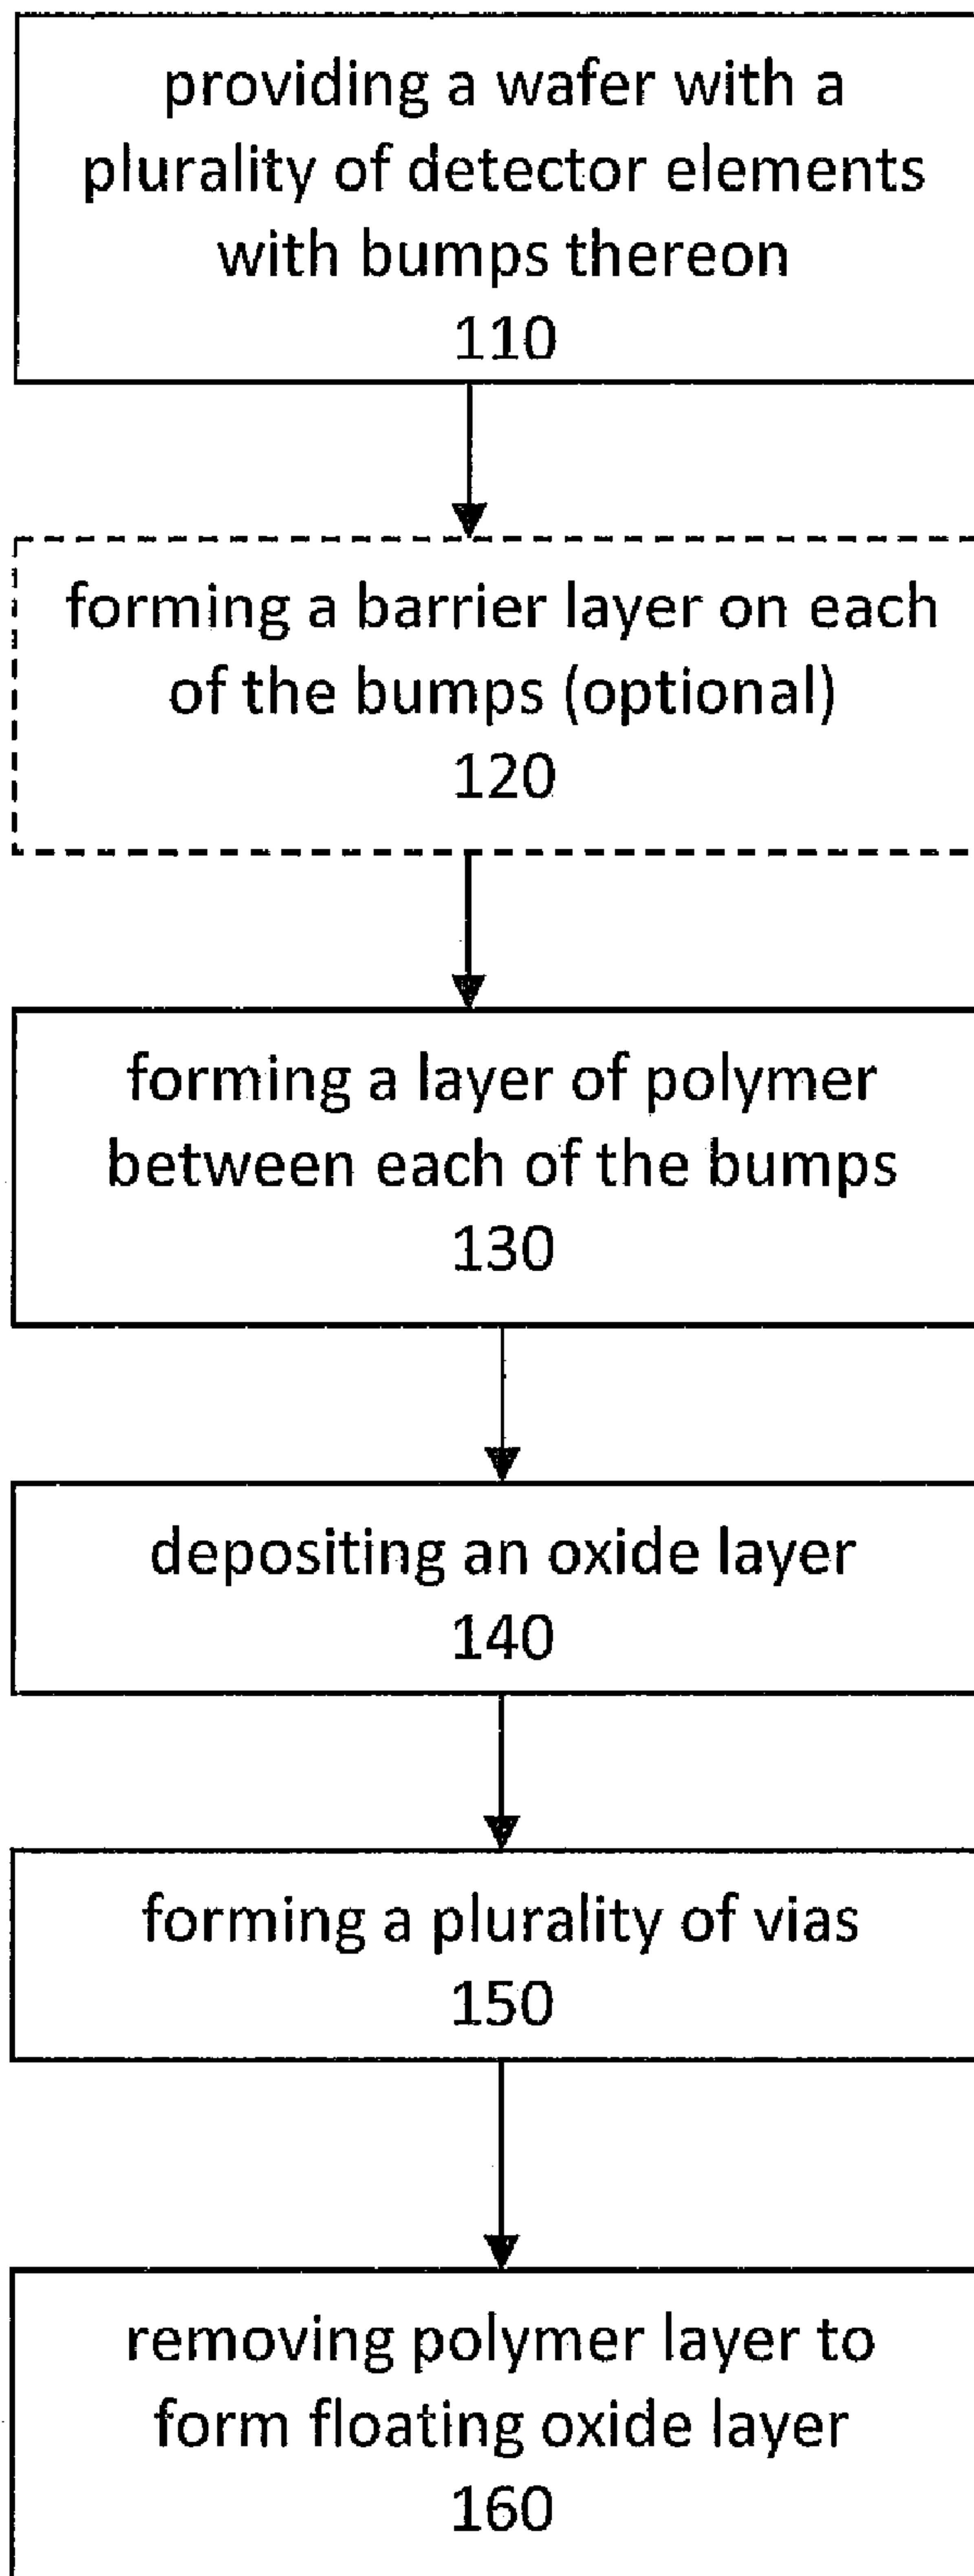 providing a wafer with a
plurality of detector elements
with bumps thereon
110
forming a barrier layer on each
of the bumps (optional)
120
forming a layer of polymer
between each of the bumps
130
depositing an oxide layer
140
forming a plurality of vias
150
removing polymer layer to
form floating oxide layer
160